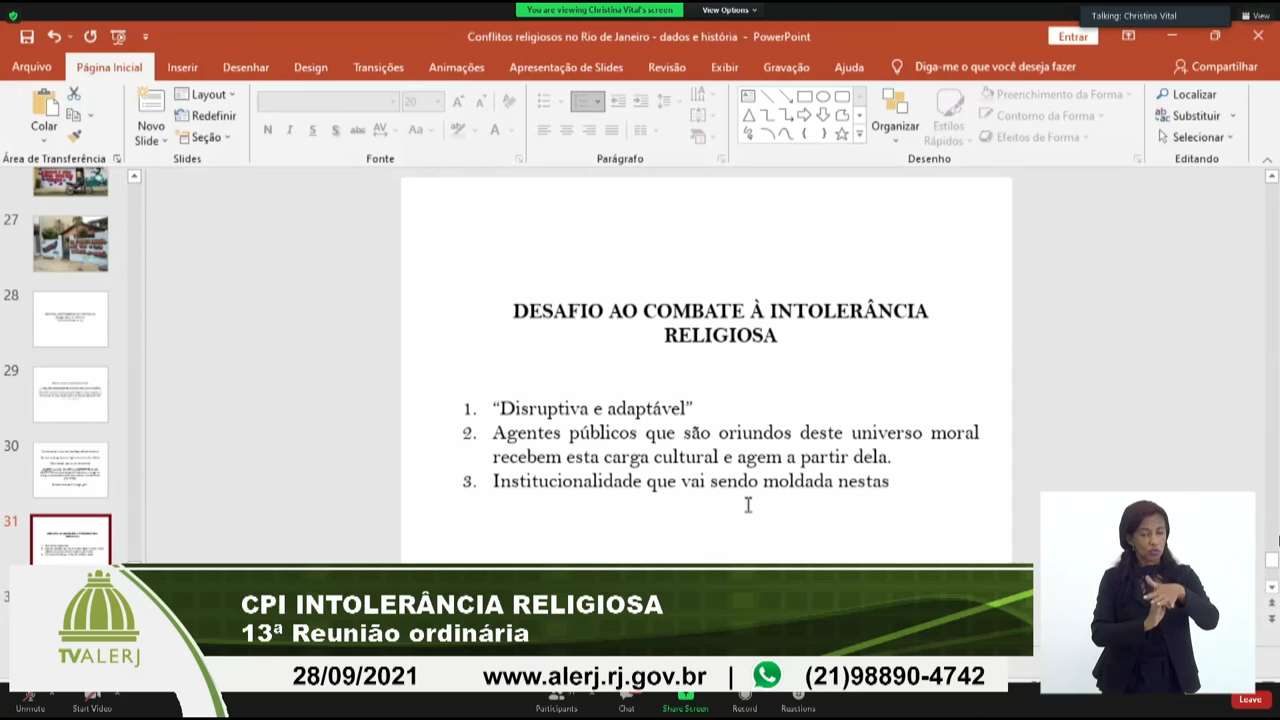 You are viewing Christina Vital's screen
View Options
Talking: Christina Vital
View
Conflitos religiosos no Rio de Janeiro - dados e história - PowerPoint
Entrar
Arquivo
Página Inicial
Inserir
Desenhar
Design
Transições
Animações
Apresentação de Slides
Revisão
Exibir
Gravação
Ajuda
Diga-me o que você deseja fazer
Compartilhar
Colar
Área de Transferência
Novo
Slide
Layout
Redefinir
Seção
Slides
20
N I S S abc AV Aa A
Fonte
Parágrafo
Organizar
Estilos
Rápidos
Preenchimento da Forma
Contorno da Forma
Efeitos de Forma
Desenho
Localizar
Substituir
Selecionar
Editando
27
28
29
30
31
DESAFIO AO COMBATE À INTOLERÂNCIA
RELIGIOSA
1. “Disruptiva e adaptável”
2. Agentes públicos que são oriundos deste universo moral
recebem esta carga cultural e agem a partir dela.
3. Institucionalidade que vai sendo moldada nestas
TVALERJ
CPI INTOLERÂNCIA RELIGIOSA
13ª Reunião ordinária
28/09/2021 www.alerj.rj.gov.br | (21)98890-4742
Unmute
Start Video
Participants
Chat
Share Screen
Record
Reactions
Leave